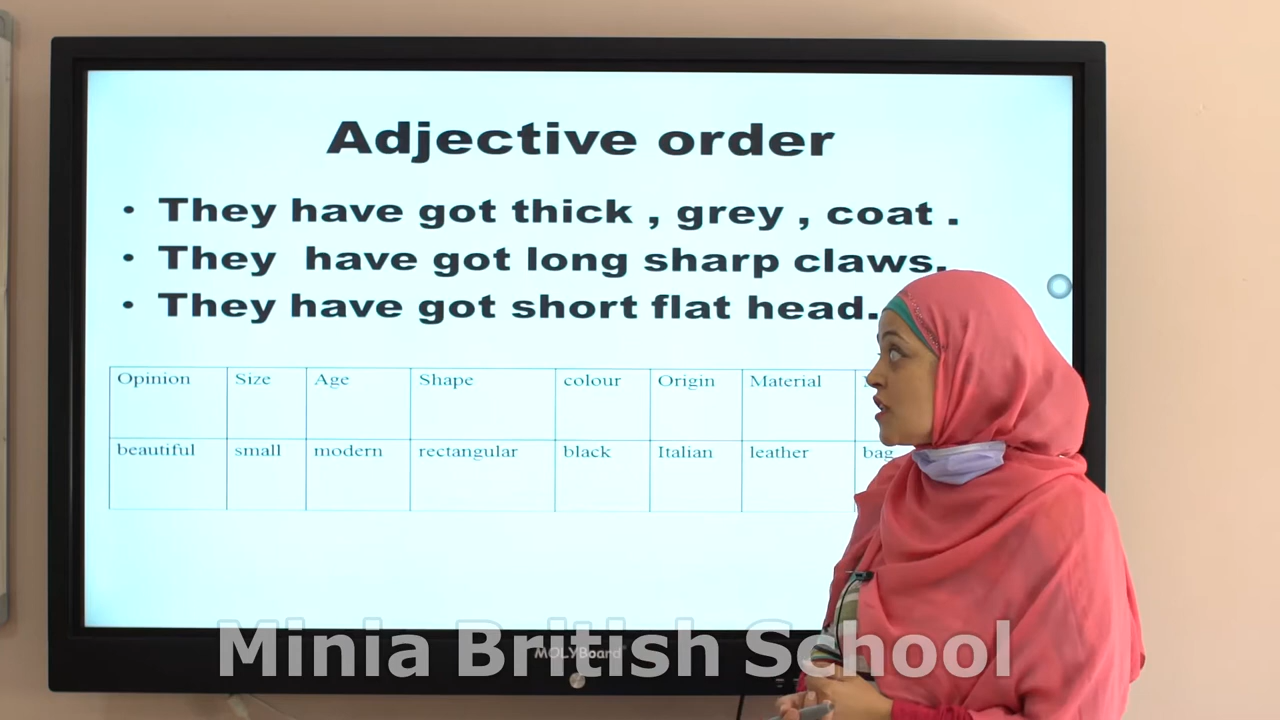 Adjective order
• They have got thick , grey , coat .
• They have got long sharp claws.
• They have got short flat head.
Opinion Size Age Shape colour Origin Material
beautiful small modern rectangular black Italian leather bag
Minia British School
MOLYBoard